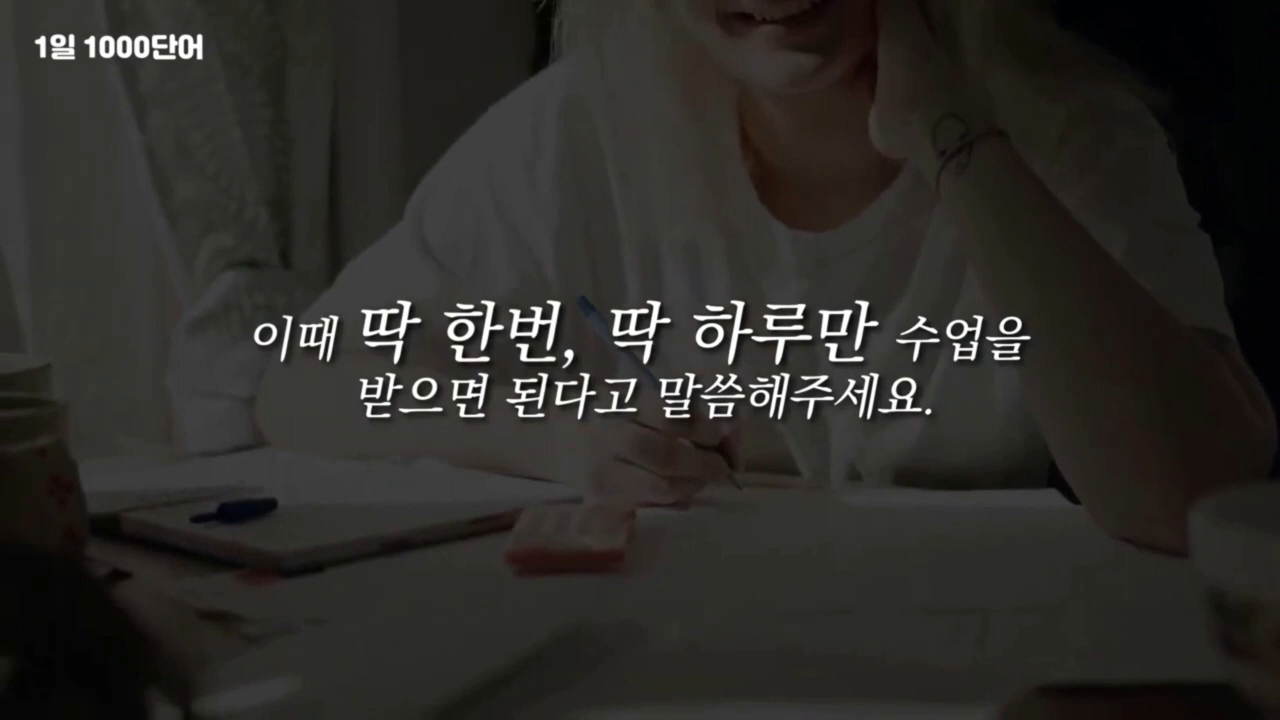 1일 1000단어
이때 딱 한번, 딱 하루만 수업을
받으면 된다고 말씀해주세요.